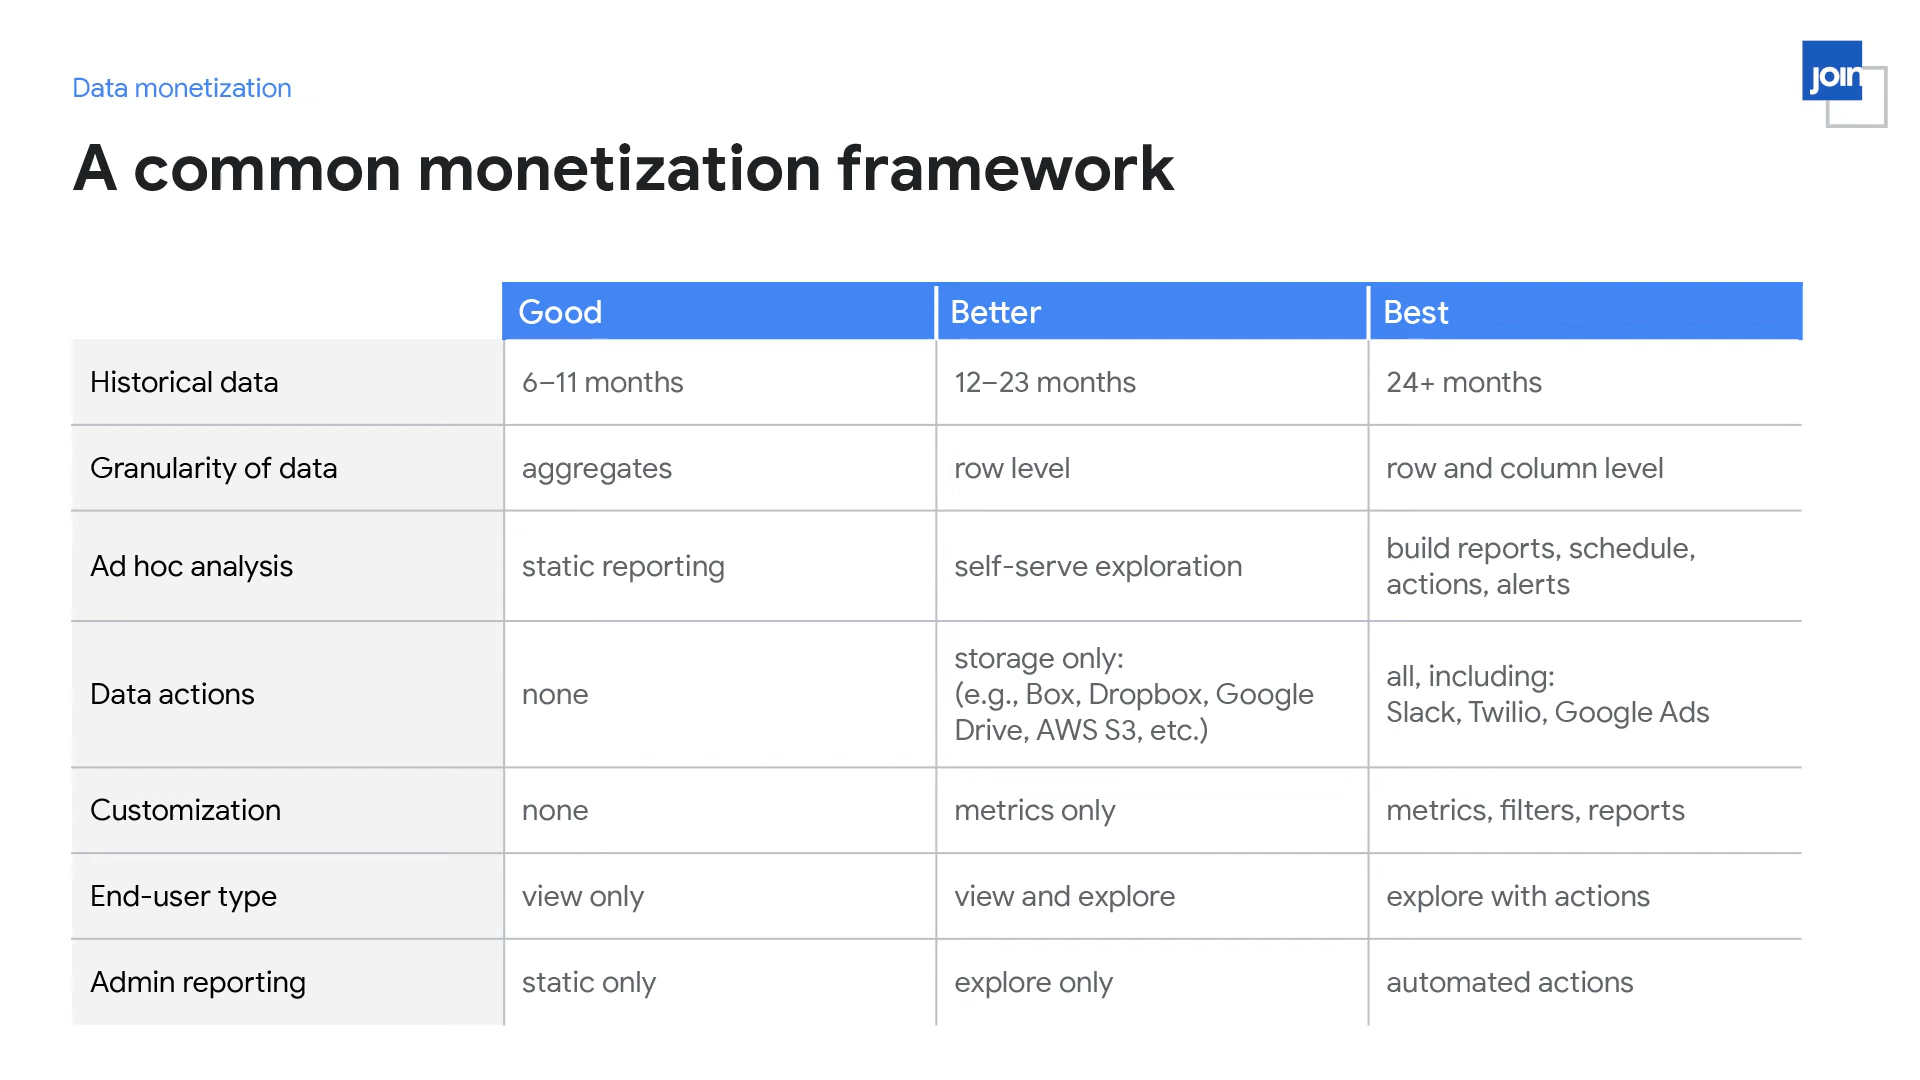 Data monetization
join
A common monetization framework
Good Better Best
Historical data 6–11 months 12–23 months 24+ months
Granularity of data aggregates row level row and column level
Ad hoc analysis static reporting self-serve exploration build reports, schedule,
actions, alerts
Data actions none storage only:
(e.g., Box, Dropbox, Google
Drive, AWS S3, etc.)
all, including:
Slack, Twilio, Google Ads
Customization none metrics only metrics, filters, reports
End-user type view only view and explore explore with actions
Admin reporting static only explore only automated actions